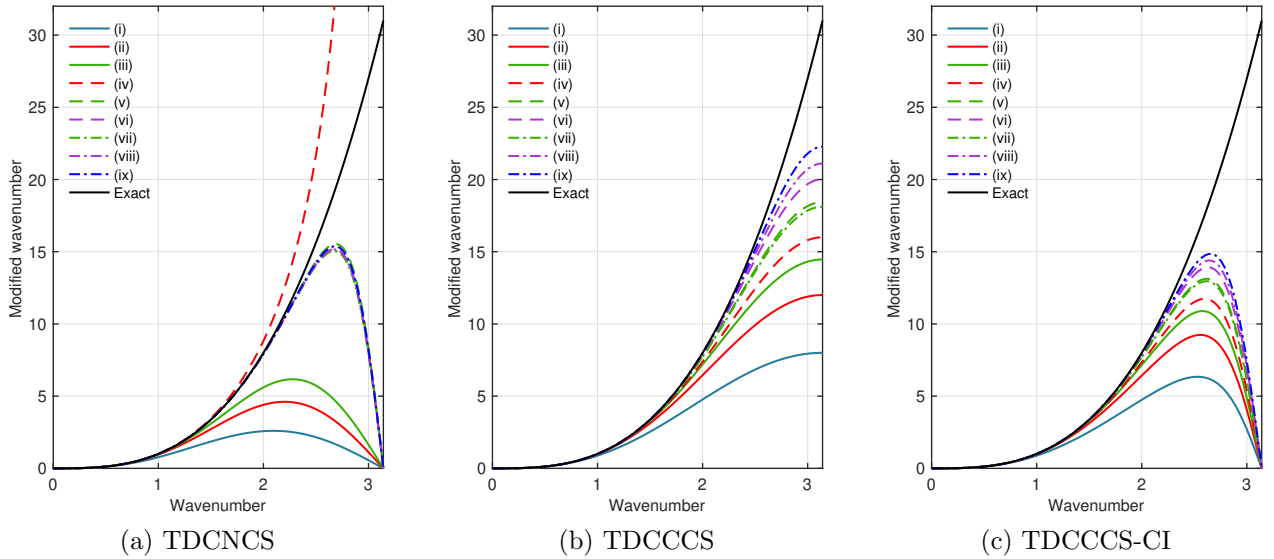 (i)
(ii)
(iii)
(iv)
(v)
(vi)
(vii)
(viii)
(ix)
Exact
Modified wavenumber
30
25
20
15
10
5
0
0 1 2 3
Wavenumber
(a) TDCNCS
(i)
(ii)
(iii)
(iv)
(v)
(vi)
(vii)
(viii)
(ix)
Exact
Modified wavenumber
30
25
20
15
10
5
0
0 1 2 3
Wavenumber
(b) TDCCCS
(i)
(ii)
(iii)
(iv)
(v)
(vi)
(vii)
(viii)
(ix)
Exact
Modified wavenumber
30
25
20
15
10
5
0
0 1 2 3
Wavenumber
(c) TDCCCS-CI